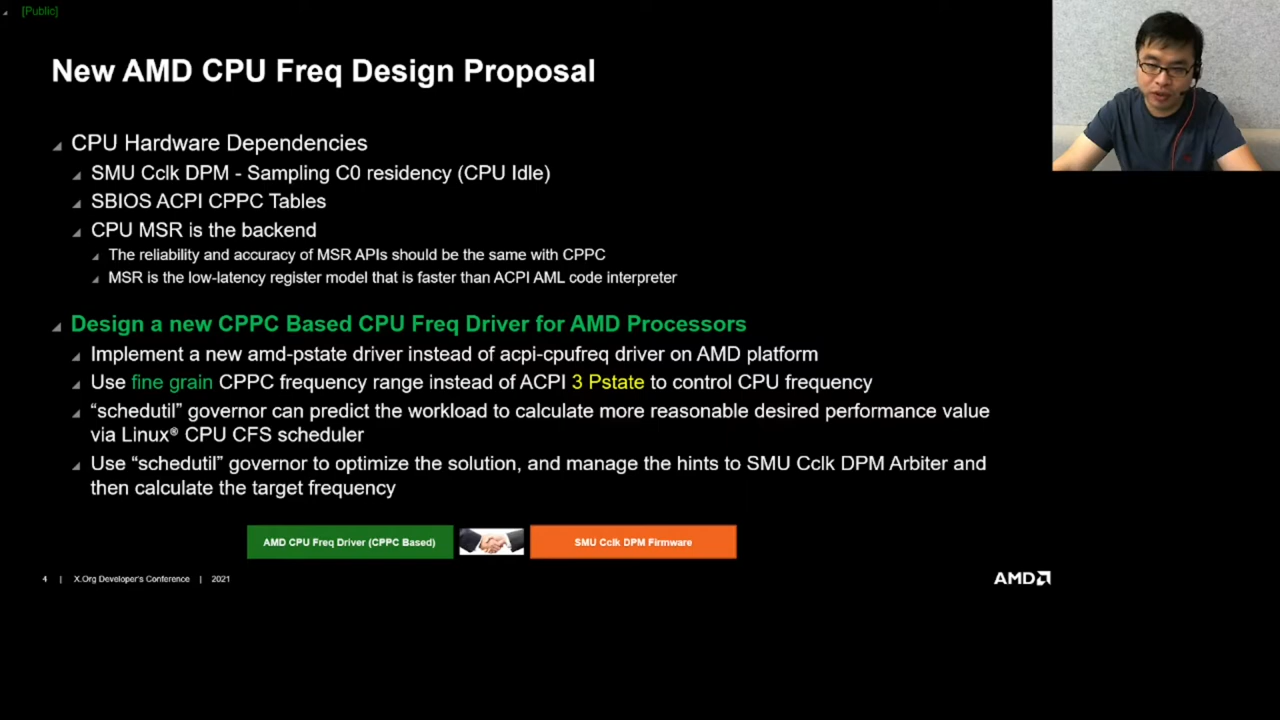 [Public]
New AMD CPU Freq Design Proposal
CPU Hardware Dependencies
SMU Cclk DPM - Sampling C0 residency (CPU Idle)
SBIOS ACPI CPPC Tables
CPU MSR is the backend
The reliability and accuracy of MSR APIs should be the same with CPPC
MSR is the low-latency register model that is faster than ACPI AML code interpreter
Design a new CPPC Based CPU Freq Driver for AMD Processors
Implement a new amd-pstate driver instead of acpi-cpufreq driver on AMD platform
Use fine grain CPPC frequency range instead of ACPI 3 Pstate to control CPU frequency
“schedutil” governor can predict the workload to calculate more reasonable desired performance value
via Linux® CPU CFS scheduler
Use “schedutil” governor to optimize the solution, and manage the hints to SMU Cclk DPM Arbiter and
then calculate the target frequency
AMD CPU Freq Driver (CPPC Based)
SMU Cclk DPM Firmware
4 | X.Org Developer's Conference | 2021
AMD